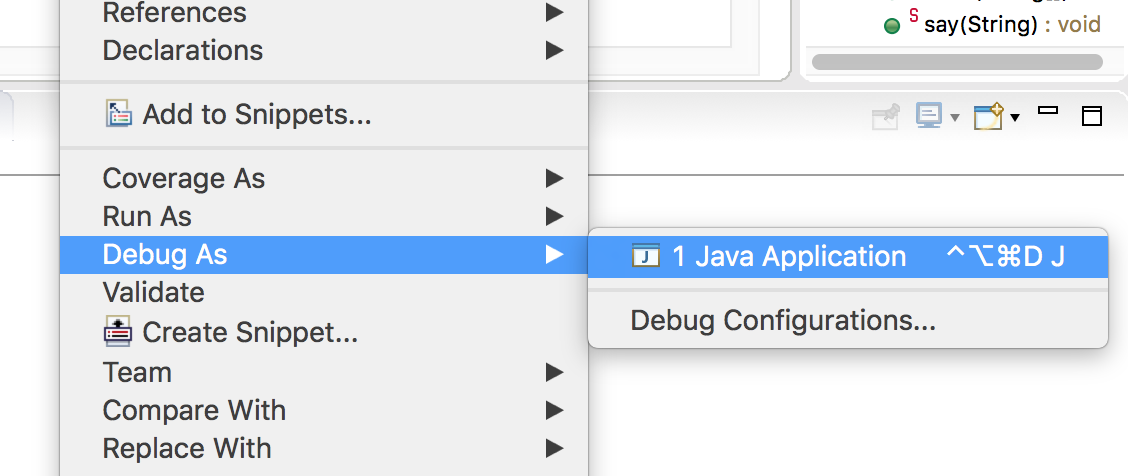 References
say(String) : void
Declarations
Add to Snippets...
Coverage As
Run As
Debug As
1 Java Application ^⌥⌘D J
Validate
Debug Configurations...
Create Snippet...
Team
Compare With
Replace With